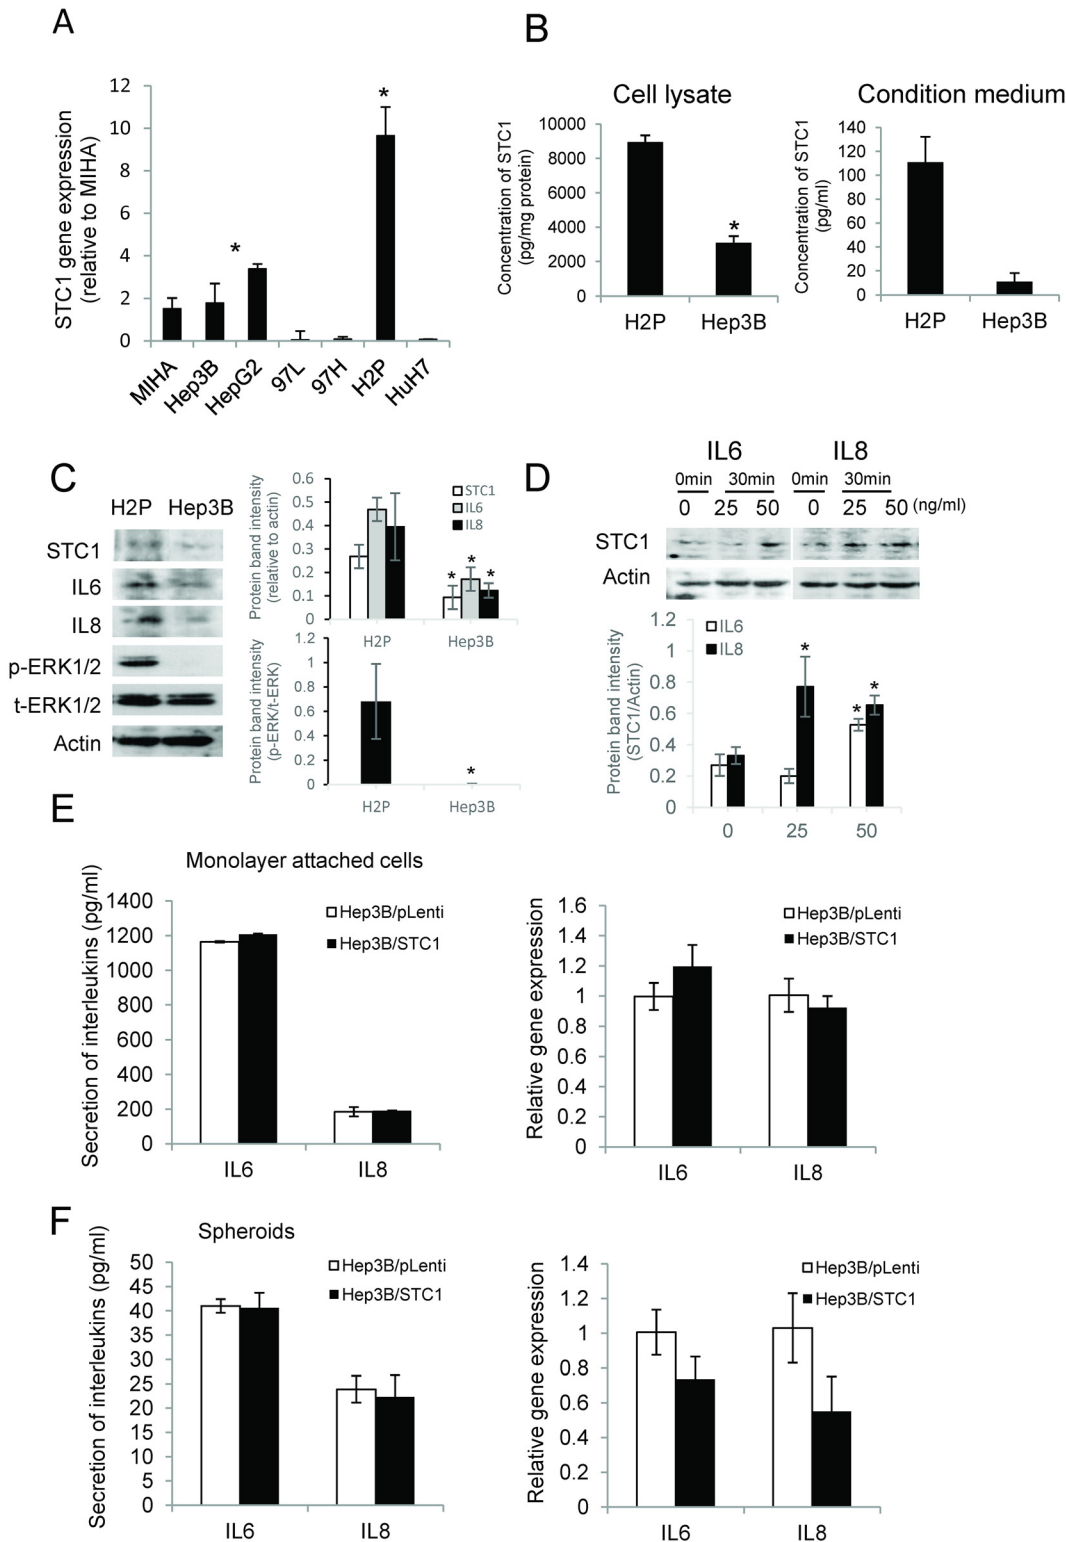 A
STC1 gene expression
(relative to MIHA)
12
10
8
6
4
2
0
*
*
MIHA
Hep3B
HepG2
97L
97H
H2P
HuH7
B
Cell lysate
Concentration of STC1
(pg/mg protein)
10000
8000
6000
4000
2000
0
*
H2P
Hep3B
Condition medium
Concentration of STC1
(pg/ml)
140
120
100
80
60
40
20
0
H2P
Hep3B
C
H2P Hep3B
STC1
IL6
IL8
p-ERK1/2
t-ERK1/2
Actin
Protein band intensity
(relative to actin)
0.6
0.5
0.4
0.3
0.2
0.1
0
STC1
IL6
IL8
* * *
H2P
Hep3B
Protein band intensity
(p-ERK/t-ERK)
1.2
1
0.8
0.6
0.4
0.2
0
*
H2P
Hep3B
D
IL6 IL8
0min 30min 0min 30min
0 25 50 0 25 50 (ng/ml)
STC1
Actin
Protein band intensity
(STC1/Actin)
1.2
1
0.8
0.6
0.4
0.2
0
IL6
IL8
*
* *
0 25 50
E
Monolayer attached cells
Secretion of interleukins (pg/ml)
1400
1200
1000
800
600
400
200
0
Hep3B/pLenti
Hep3B/STC1
IL6
IL8
Relative gene expression
1.6
1.4
1.2
1
0.8
0.6
0.4
0.2
0
Hep3B/pLenti
Hep3B/STC1
IL6
IL8
F
Spheroids
Secretion of interleukins (pg/ml)
50
45
40
35
30
25
20
15
10
5
0
Hep3B/pLenti
Hep3B/STC1
IL6
IL8
Relative gene expression
1.4
1.2
1
0.8
0.6
0.4
0.2
0
Hep3B/pLenti
Hep3B/STC1
IL6
IL8